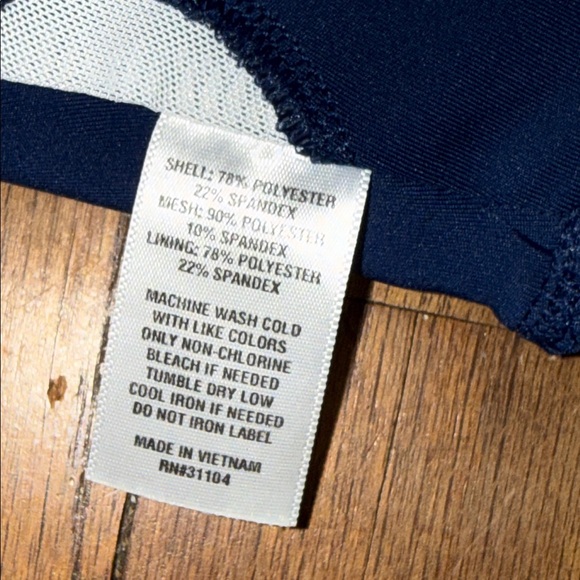 SHELL: 78% POLYESTER
22% SPANDEX
MESH: 90% POLYESTER
10% SPANDEX
LINING: 78% POLYESTER
22% SPANDEX
MACHINE WASH COLD
WITH LIKE COLORS
ONLY NON-CHLORINE
BLEACH IF NEEDED
TUMBLE DRY LOW
COOL IRON IF NEEDED
DO NOT IRON LABEL
MADE IN VIETNAM
RN#31104